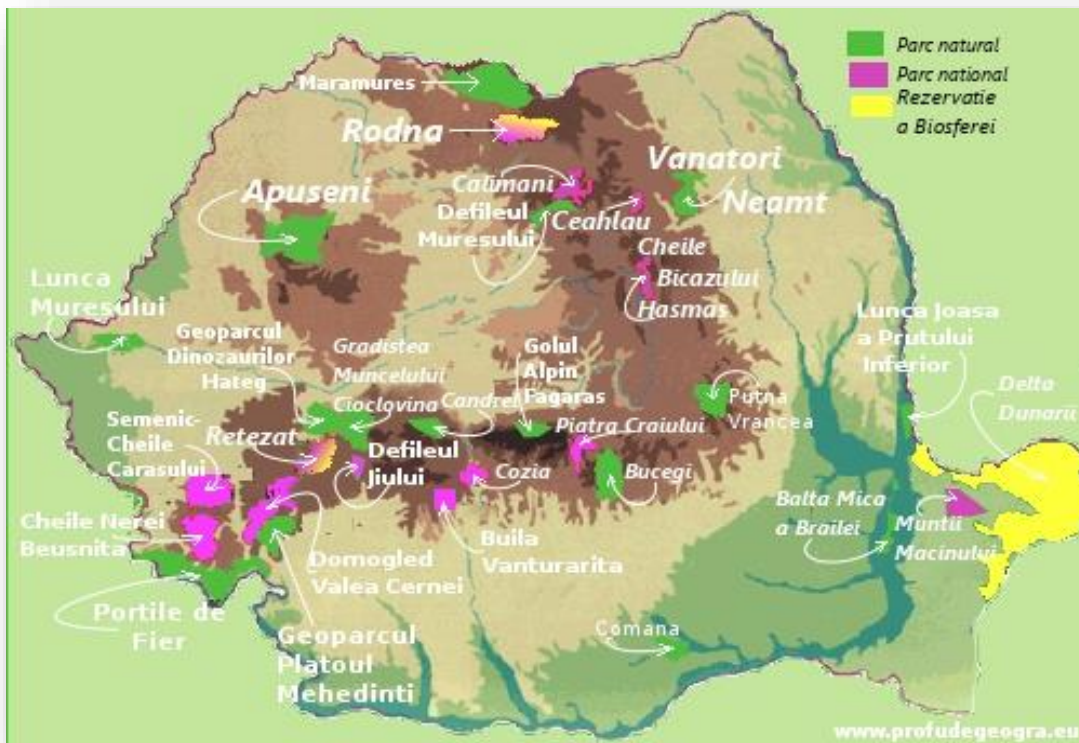 Parc natural
Parc national
Rezervatie
a Biosferei
Maramures
Rodna
Vanatori
Neamt
Calimani
Defileul
Muresului
Ceahlau
Apuseni
Cheile
Bicazului
Hasmas
Lunca
Muresului
Lunca Joasa
a Prutului
Inferior
Geoparcul
Dinozaurilor
Hateg
Gradistea
Muncelului
Cioclovina
Golul
Alpin
Fagaras
Candrel
Piatra Craiului
Putna
Vrancea
Delta
Dunarii
Semenic-
Cheile
Carasului
Retezat
Defileul
Jiului
Cozia
Bucegi
Balta Mica
a Brailei
Muntii
Macinului
Cheile Nerei
Beusnita
Domogled
Valea Cernei
Buila
Vanturarita
Portile de
Fier
Geoparcul
Platoul
Mehedinti
Comana
www.profudegeogra.eu